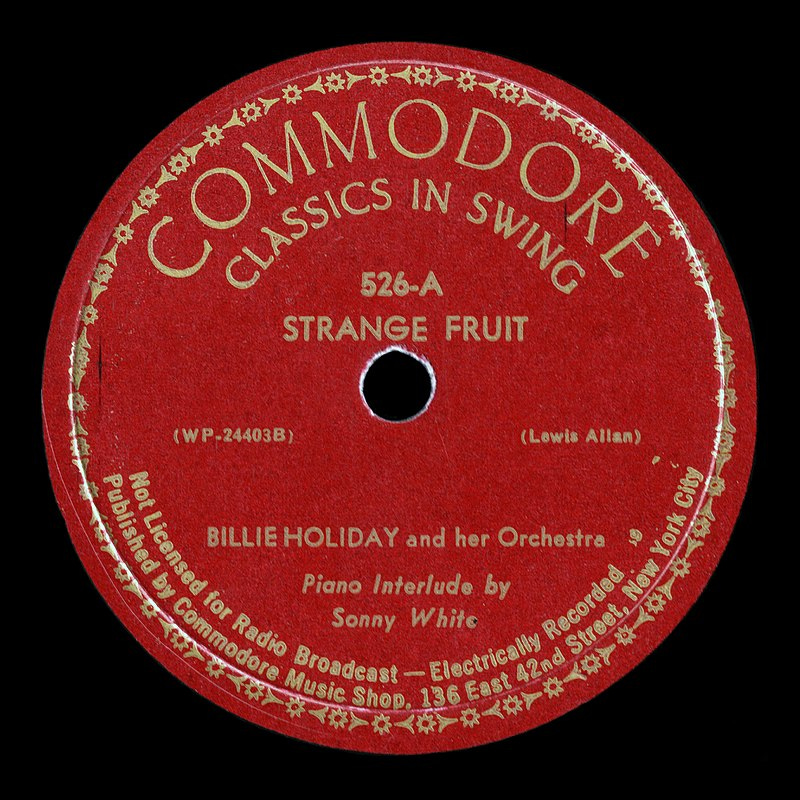 COMMODORE
CLASSICS IN SWING
526-A
STRANGE FRUIT
(WP-24403B)
(Lewis Allan)
BILLIE HOLIDAY and her Orchestra
Piano Interlude by
Sonny White
Not Licensed for Radio Broadcast — Electrically Recorded
Published by Commodore Music Shop, 136 East 42nd Street, New York City